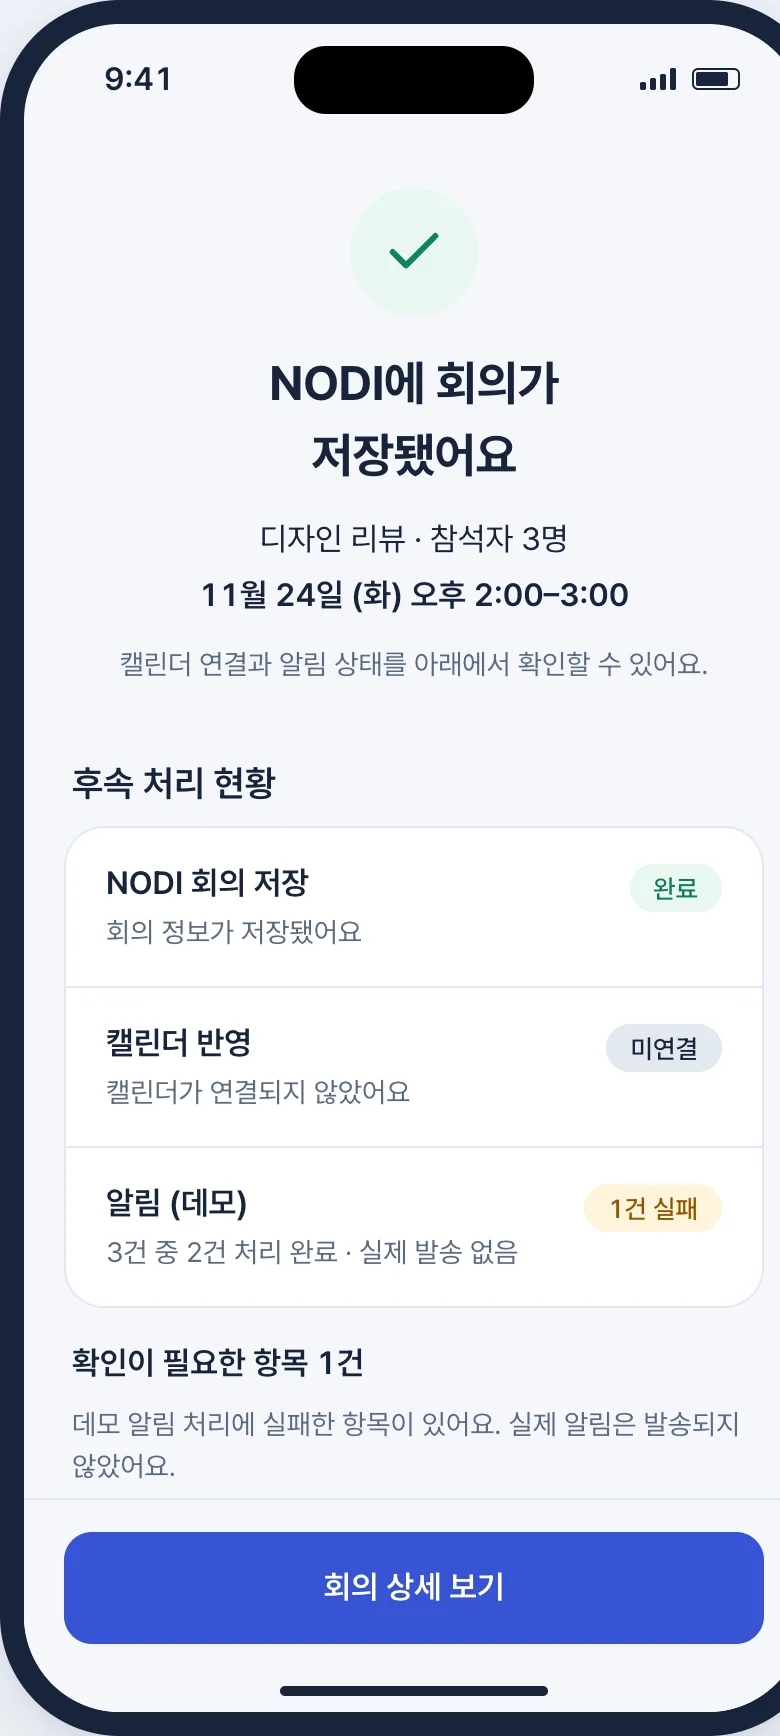 9:41
NODI에 회의가
저장됐어요
디자인 리뷰 · 참석자 3명
11월 24일 (화) 오후 2:00–3:00
캘린더 연결과 알림 상태를 아래에서 확인할 수 있어요.
후속 처리 현황
NODI 회의 저장
완료
회의 정보가 저장됐어요
캘린더 반영
미연결
캘린더가 연결되지 않았어요
알림 (데모)
1건 실패
3건 중 2건 처리 완료 · 실제 발송 없음
확인이 필요한 항목 1건
데모 알림 처리에 실패한 항목이 있어요. 실제 알림은 발송되지
않았어요.
회의 상세 보기